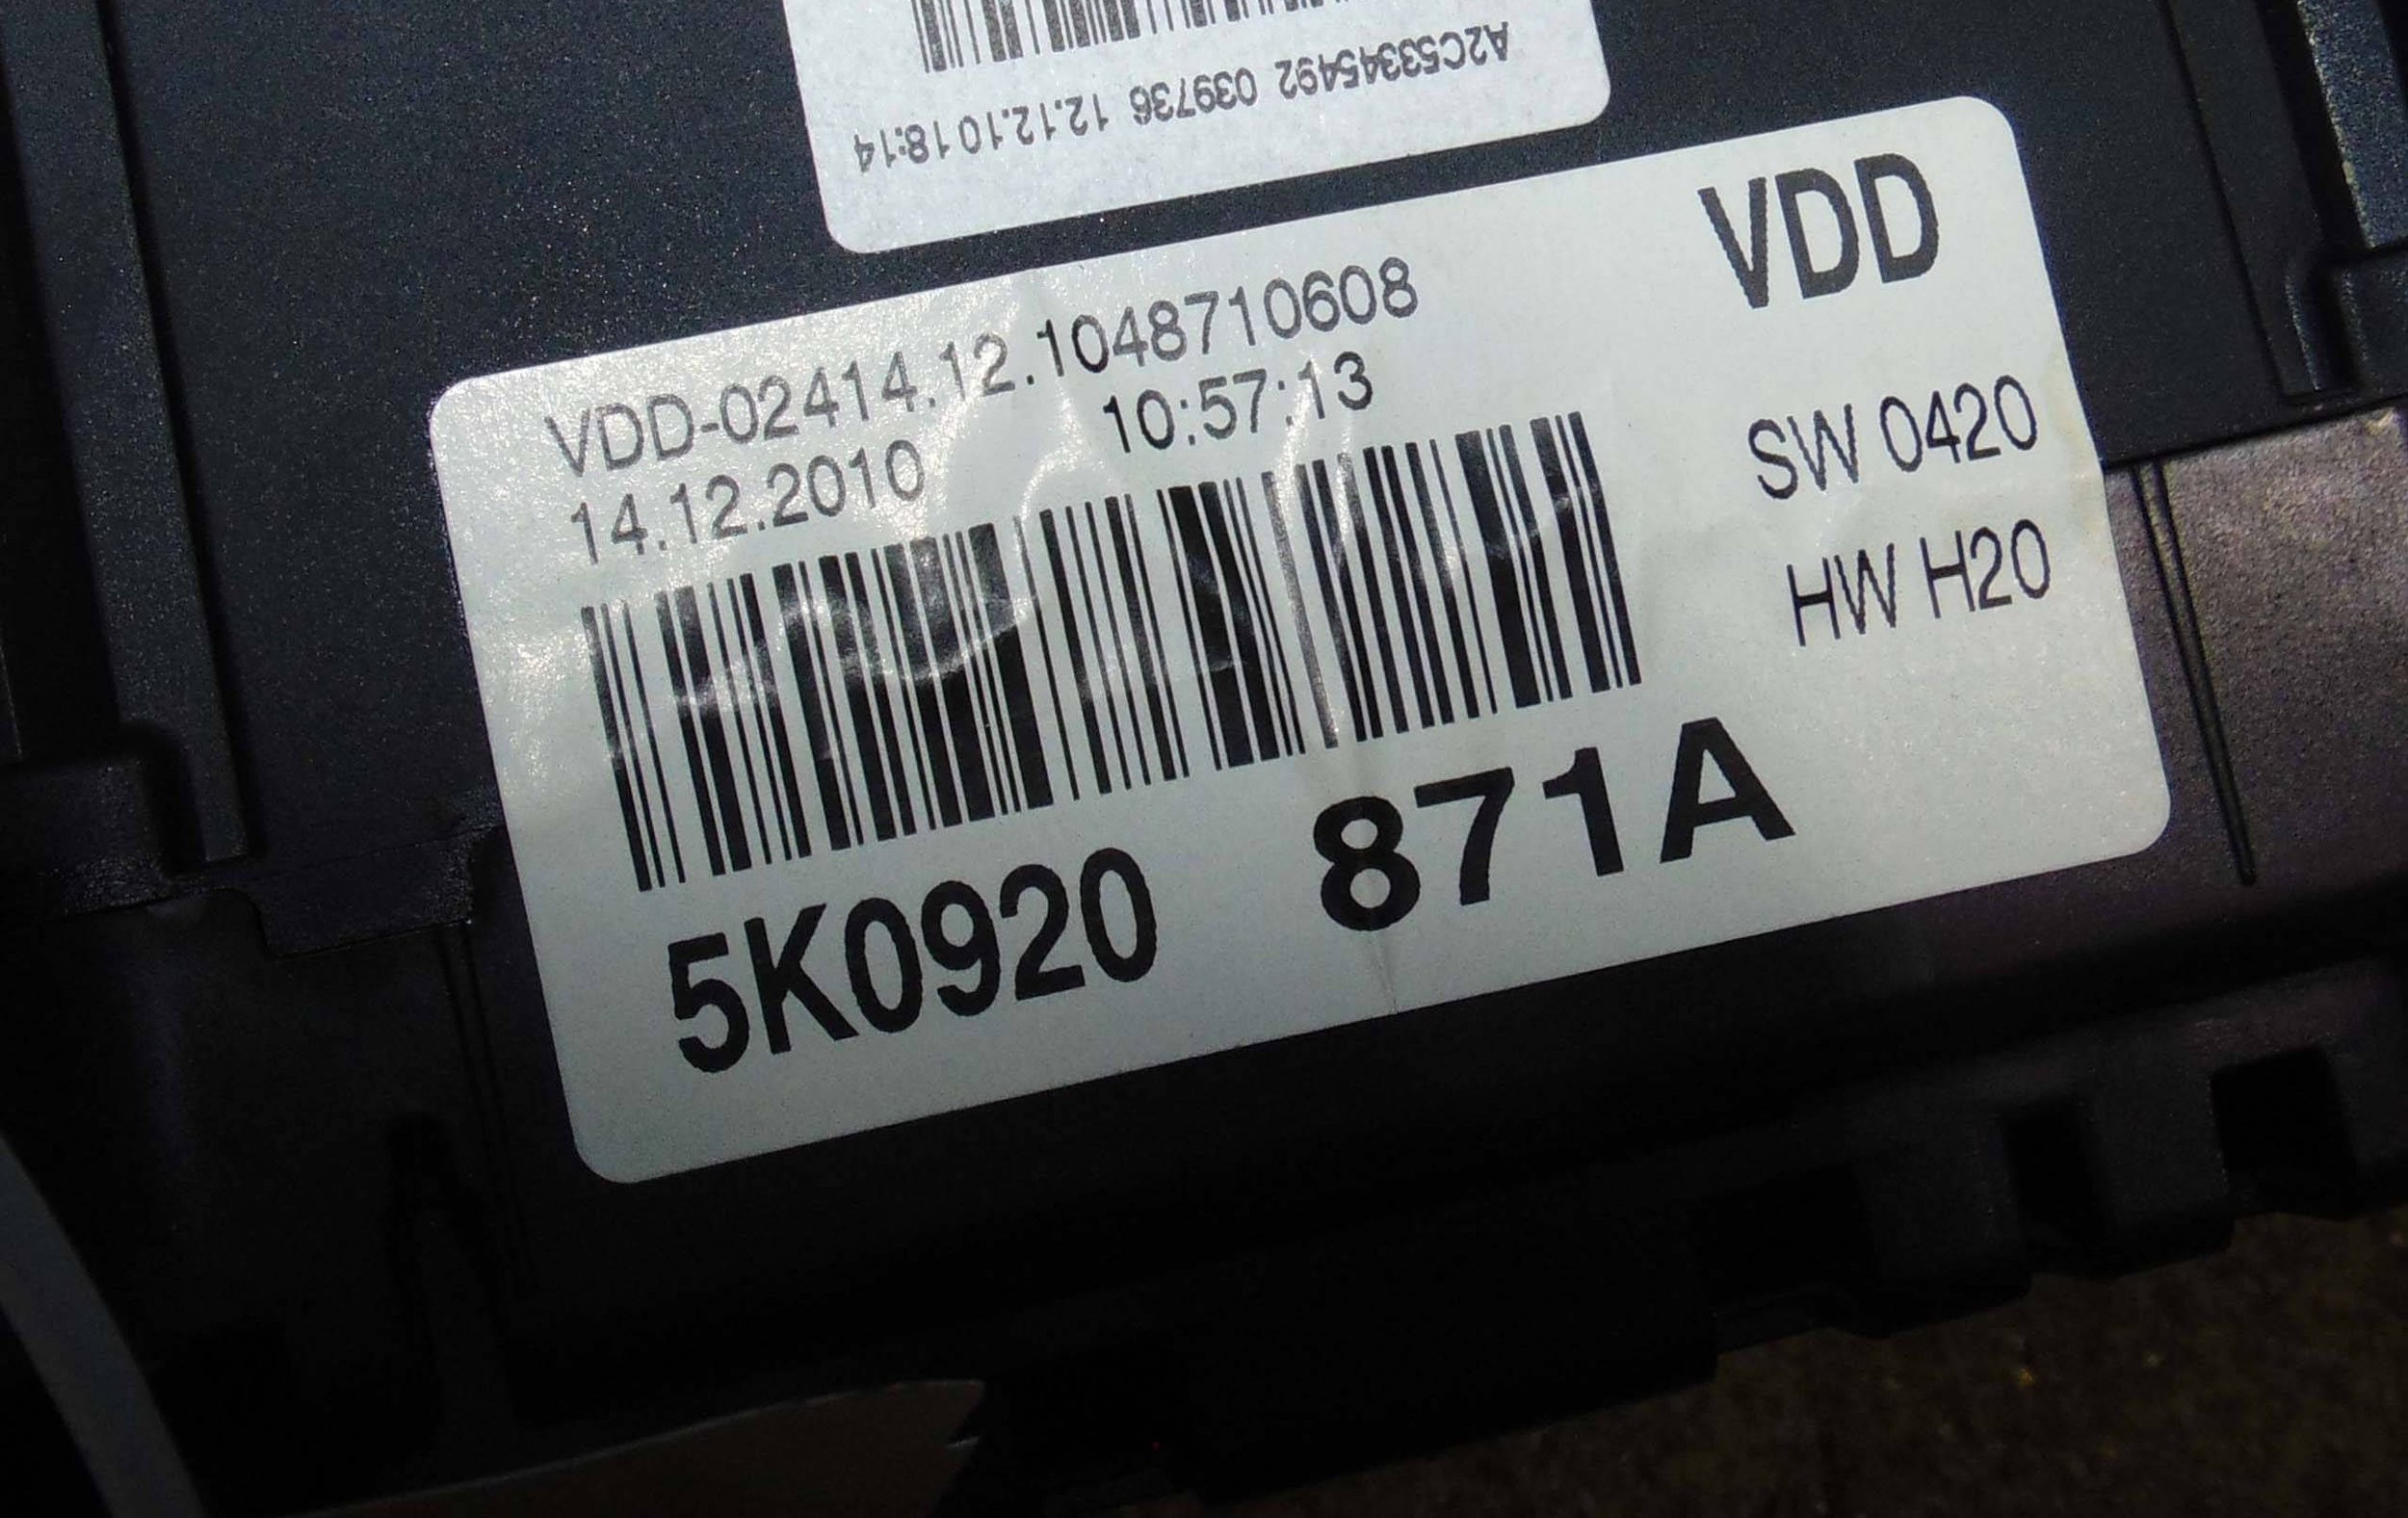 A2C53345492 039736 12.12.10 18:14
VDD-02414.12.1048710608
14.12.2010 10:57:13
VDD
SW 0420
HW H20
5K0920 871A